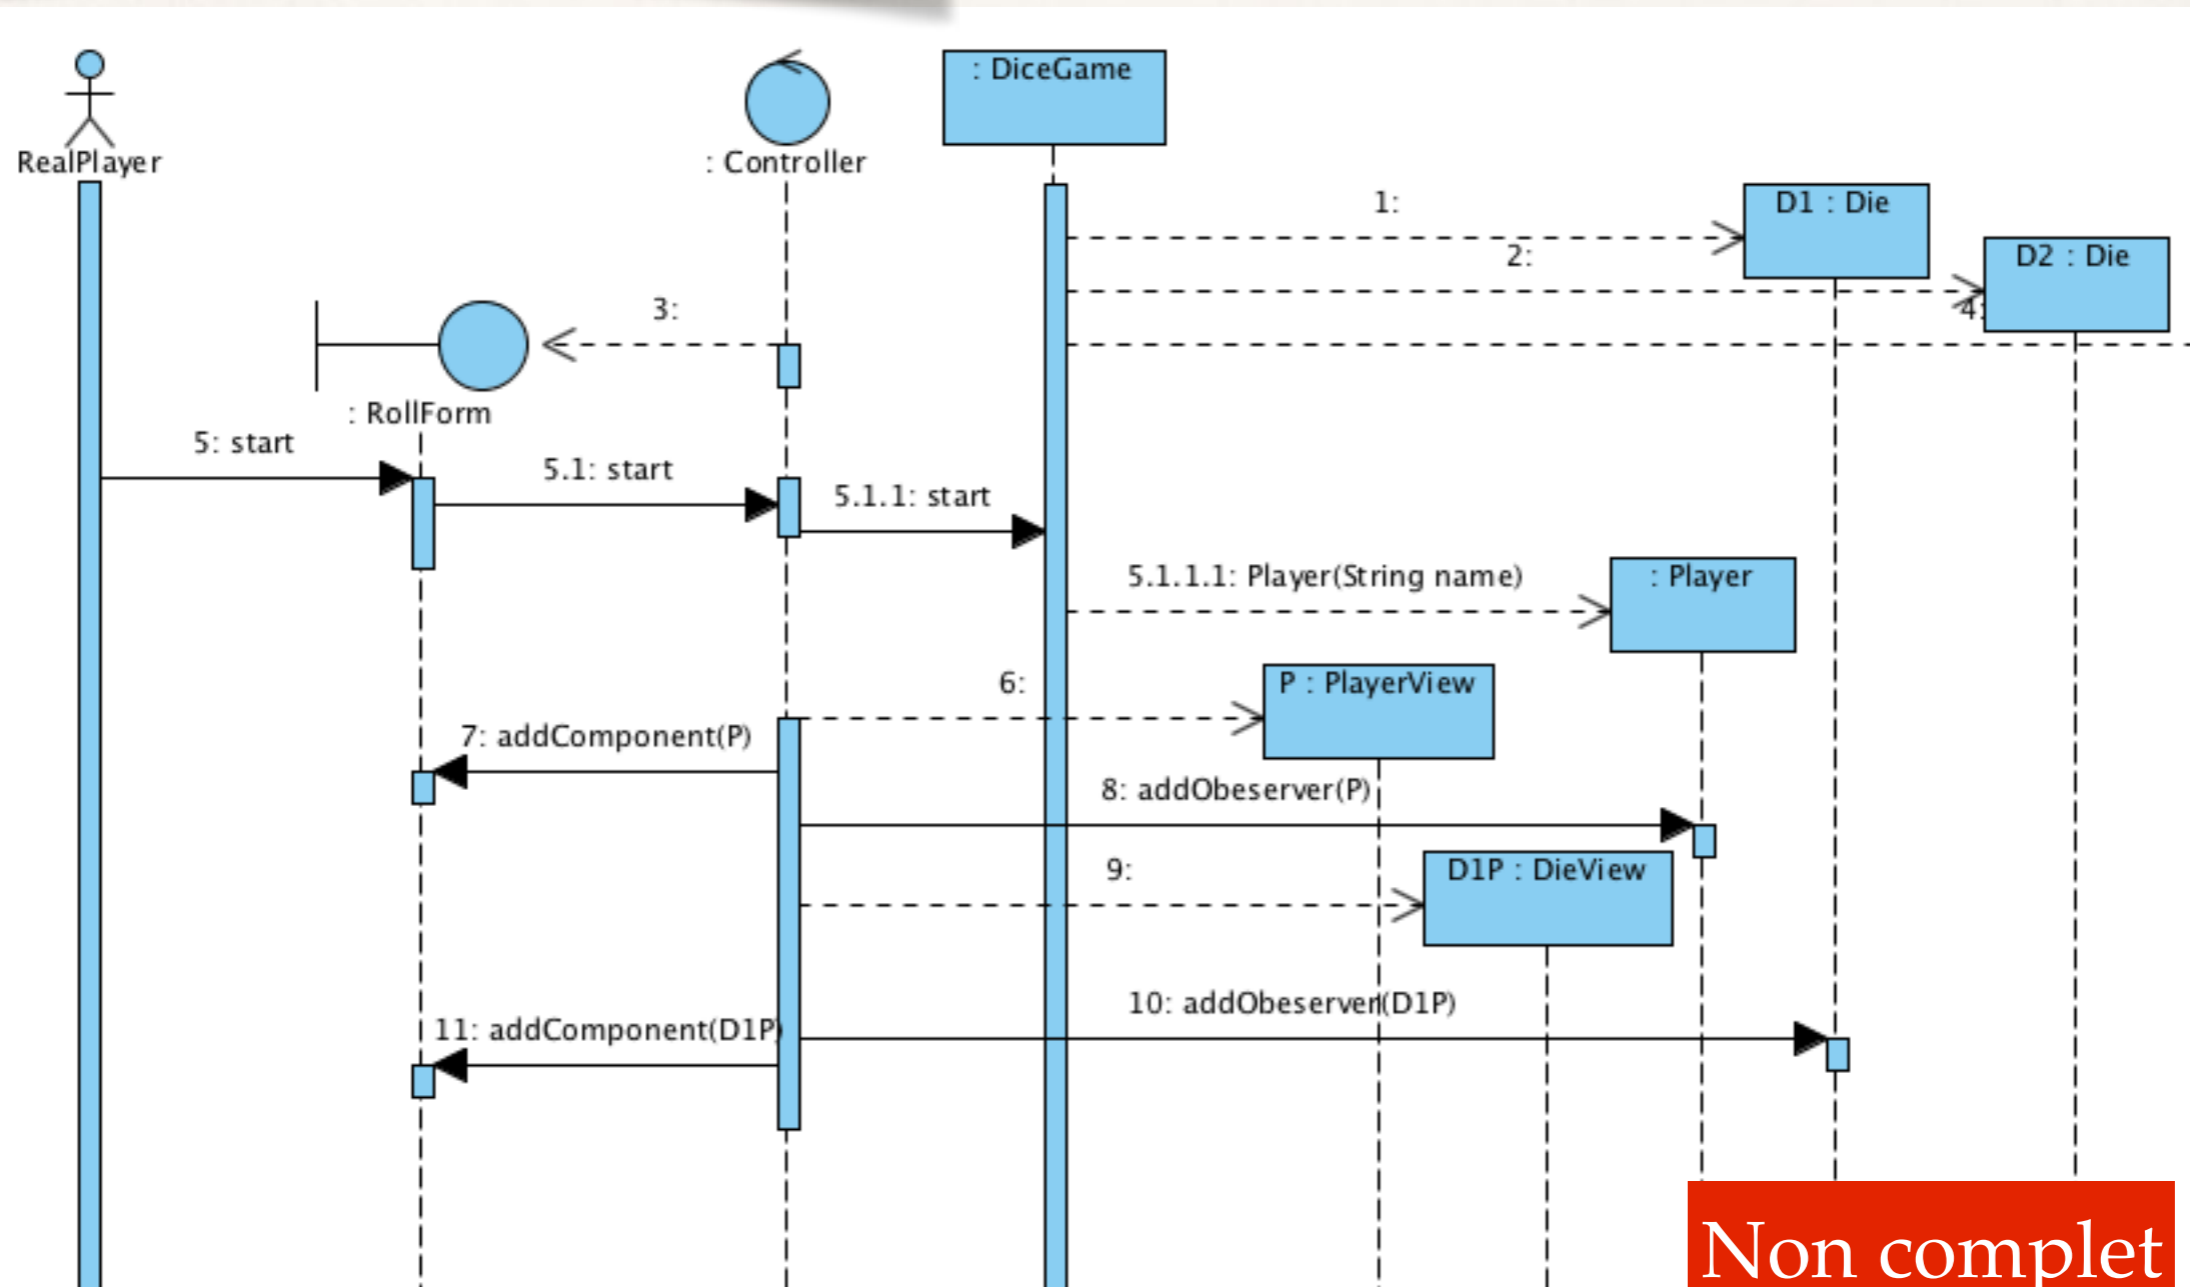 : DiceGame
RealPlayer
: Controller
1:
D1 : Die
2:
D2 : Die
3:
4:
: RollForm
5: start
5.1: start
5.1.1: start
5.1.1.1: Player(String name)
: Player
6:
P : PlayerView
7: addComponent(P)
8: addObeserver(P)
9:
D1P : DieView
10: addObeserver(D1P)
11: addComponent(D1P)
Non complet